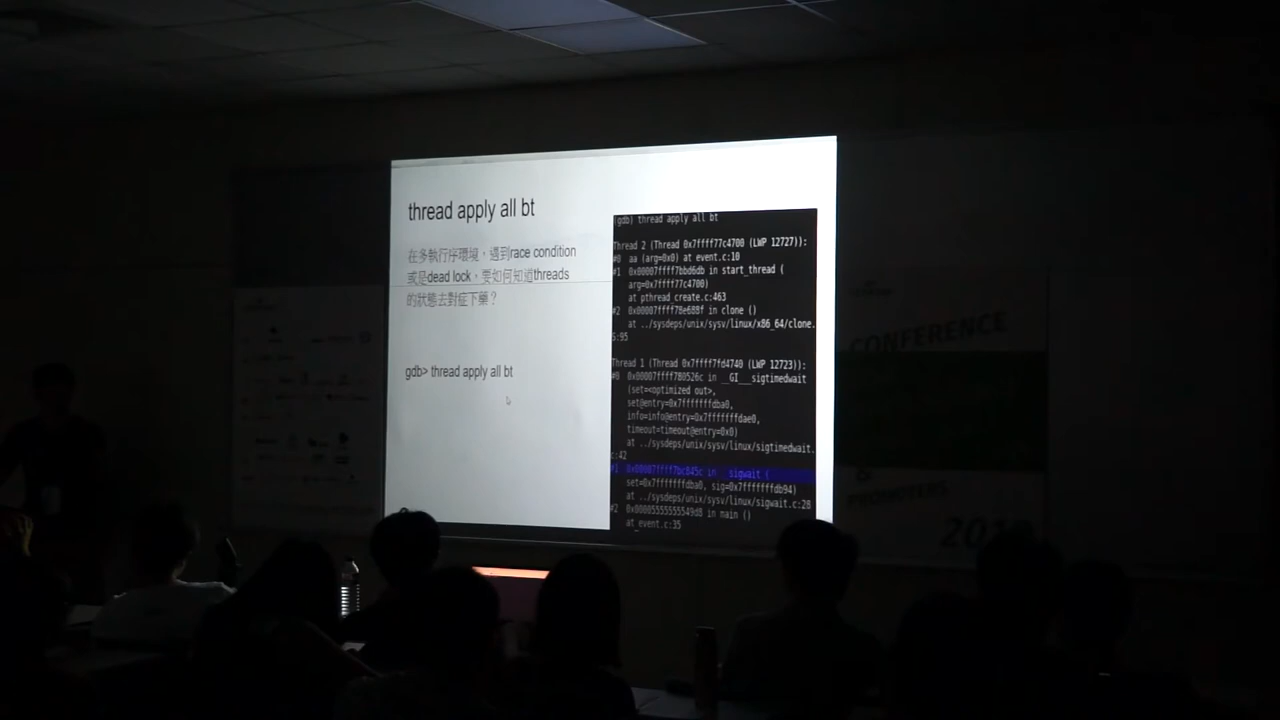 thread apply all bt
在多執行序環境，遇到race condition
或是dead lock，要如何知道threads
的狀態去對症下藥？
gdb> thread apply all bt
(gdb) thread apply all bt
Thread 2 (Thread 0x7ffff77c4700 (LWP 12727)):
#0 aa (arg=0x0) at event.c:10
#1 0x00007ffff7bbd6db in start_thread (
arg=0x7ffff77c4700)
at pthread_create.c:463
#2 0x00007ffff78e688f in clone ()
at ../sysdeps/unix/sysv/linux/x86_64/clone.
S:95
Thread 1 (Thread 0x7ffff7fd4740 (LWP 12723)):
#0 0x00007ffff780526c in __GI___sigtimedwait
(set=<optimized out>,
set@entry=0x7fffffffdba0,
info=info@entry=0x7fffffffdae0,
timeout=timeout@entry=0x0)
at ../sysdeps/unix/sysv/linux/sigtimedwait.
c:42
#1 0x00007ffff7bc845c in __sigwait (
set=0x7fffffffdba0, sig=0x7fffffffdb94)
at ../sysdeps/unix/sysv/linux/sigwait.c:28
#2 0x00005555555549d8 in main ()
at event.c:35
CONFERENCE
&
PROMOTERS